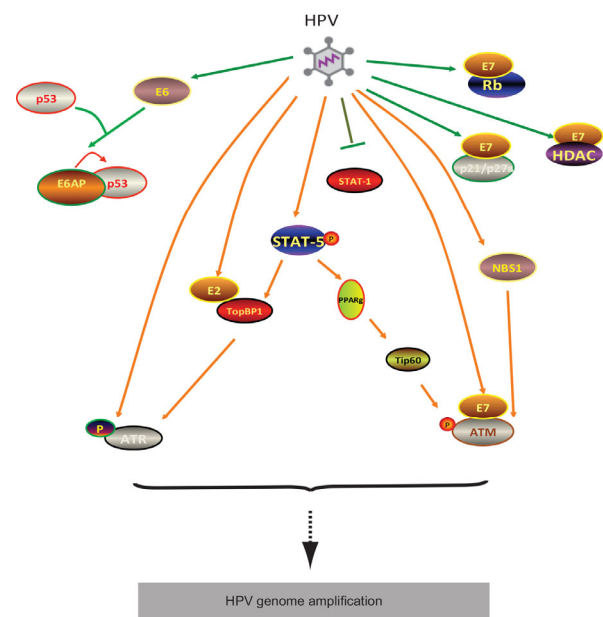 HPV
E7
Rb
p53
E6
E7
HDAC
E7
p21/p27
E6AP
p53
STAT-1
STAT-5
P
NBS1
E2
TopBP1
PPARg
Tip60
E7
P
ATR
P
ATM
HPV genome amplification